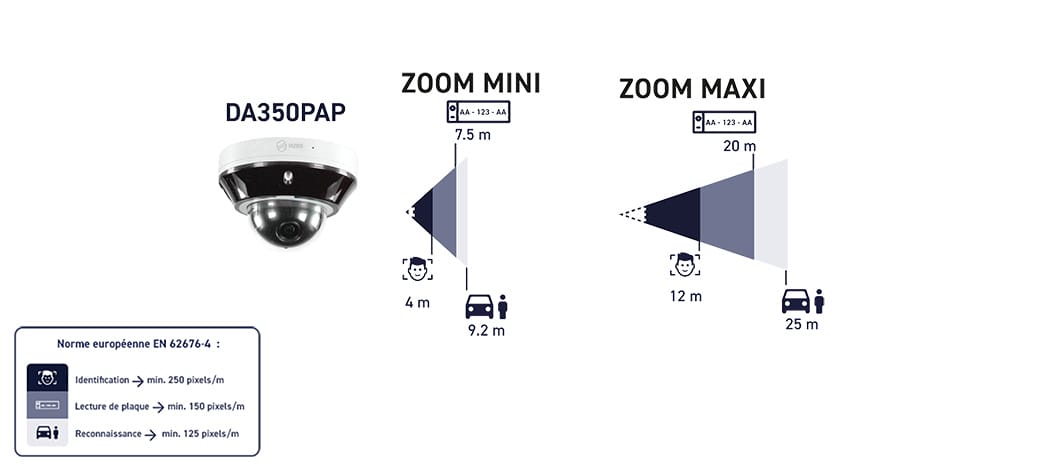 DA350PAP
VIZEO
ZOOM MINI
AA - 123 - AA
7.5 m
4 m
9.2 m
ZOOM MAXI
AA - 123 - AA
20 m
12 m
25 m
Norme européenne EN 62676-4 :
Identification → min. 250 pixels/m
Lecture de plaque → min. 150 pixels/m
Reconnaissance → min. 125 pixels/m